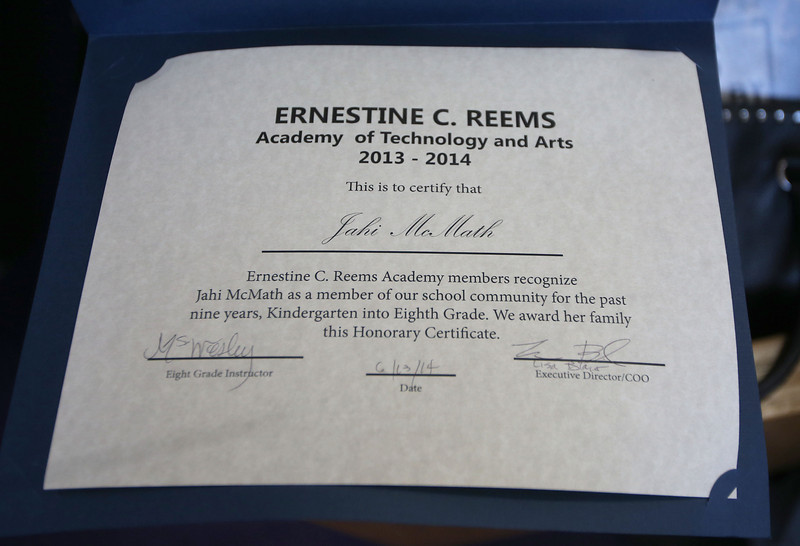 ERNESTINE C. REEMS
Academy of Technology and Arts
2013 - 2014
This is to certify that
Jahi McMath
Ernestine C. Reems Academy members recognize
Jahi McMath as a member of our school community for the past
nine years, Kindergarten into Eighth Grade. We award her family
this Honorary Certificate.
Ms Wesley
Eight Grade Instructor
6/13/14
Date
Lisa Blair
Executive Director/COO